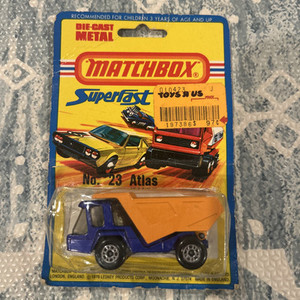 RECOMMENDED FOR CHILDREN 3 YEARS OF AGE AND UP
DIE-CAST
METAL
MATCHBOX
®
Superfast
TOYS R US
97¢
No. 23 Atlas